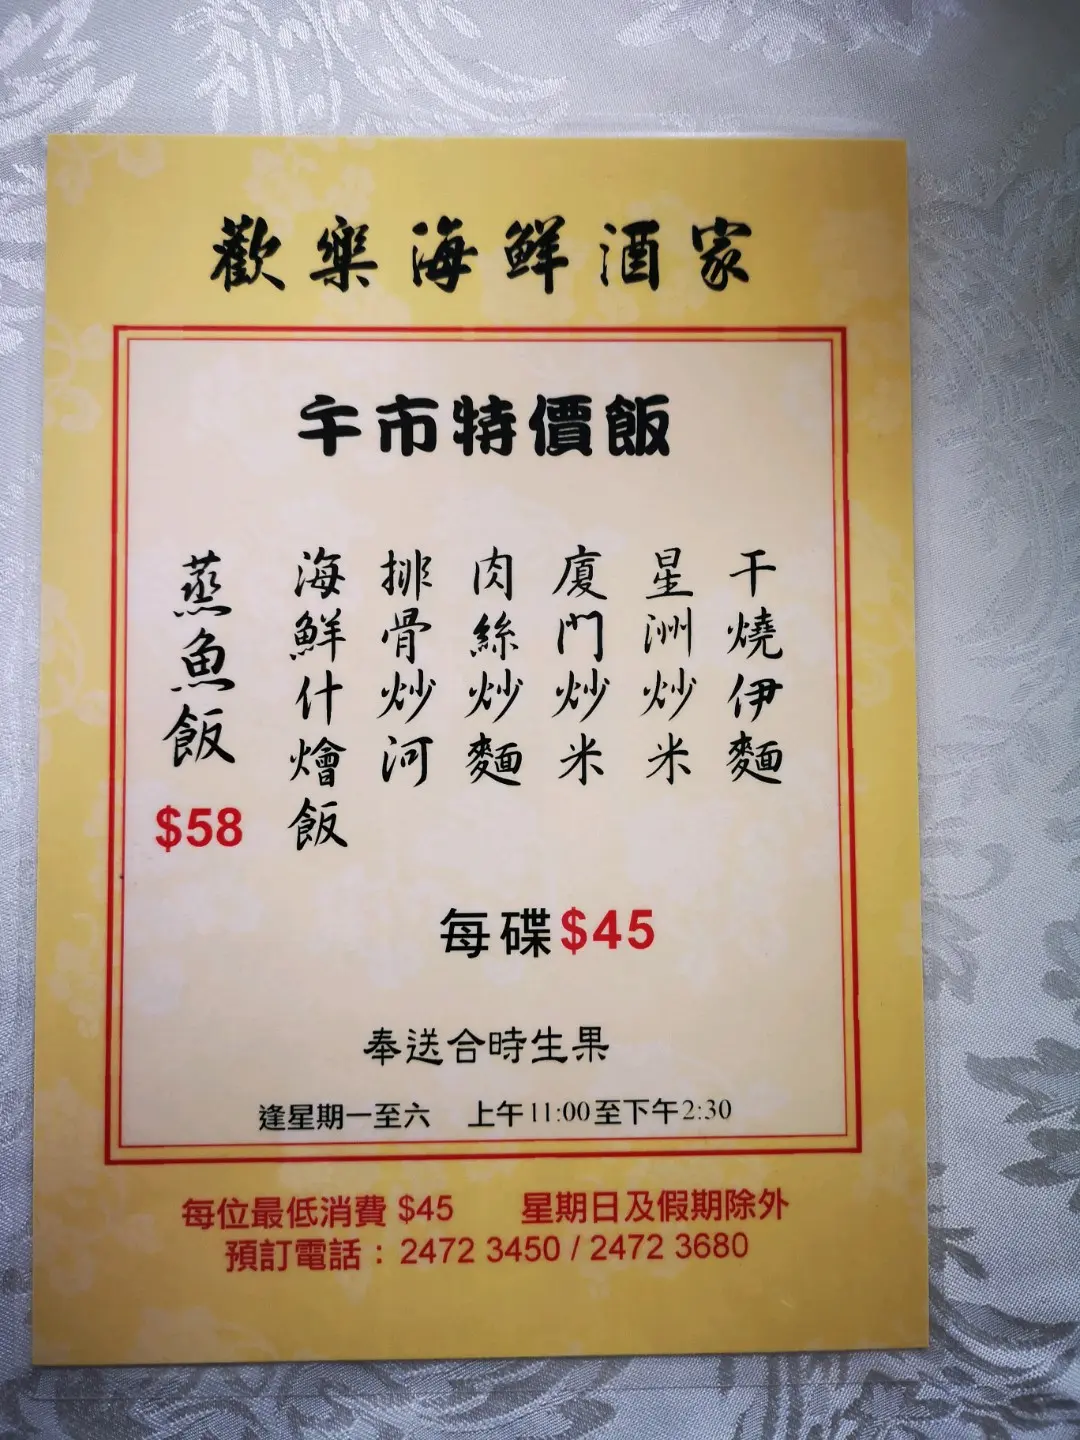 歡樂海鮮酒家
午市特價飯
干燒伊麵
星洲炒米
廈門炒米
肉絲炒麵
排骨炒河
海鮮什燴飯
每碟$45
蒸魚飯
$58
奉送合時生果
逢星期一至六 上午11:00至下午2:30
每位最低消費 $45 星期日及假期除外
預訂電話：2472 3450 / 2472 3680